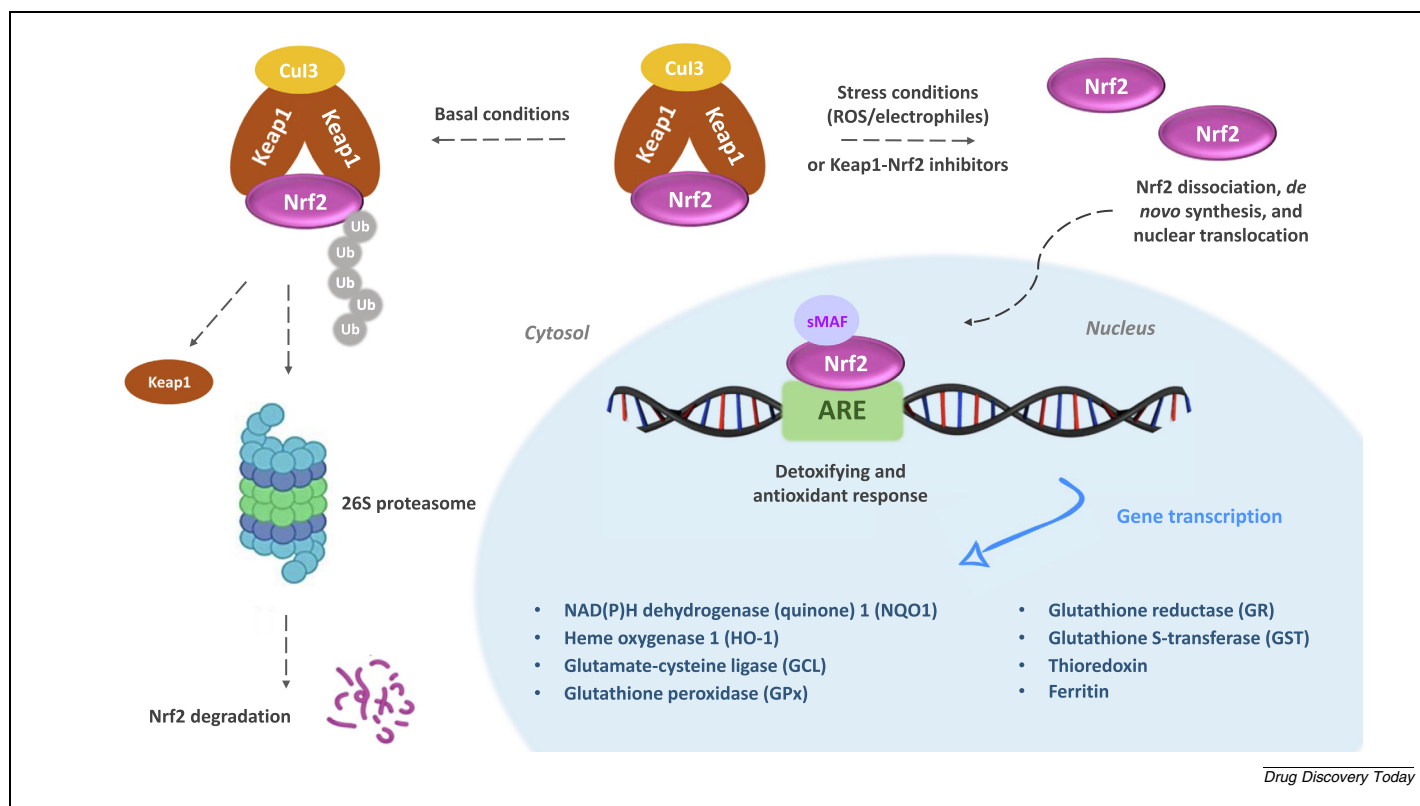 Cul3
Keap1
Keap1
Nrf2
Ub
Ub
Ub
Ub
Ub
Basal conditions
Cul3
Keap1
Keap1
Nrf2
Stress conditions
(ROS/electrophiles)
or Keap1-Nrf2 inhibitors
Nrf2
Nrf2
Nrf2 dissociation, de
novo synthesis, and
nuclear translocation
Keap1
26S proteasome
Nrf2 degradation
Cytosol
Nucleus
sMAF
Nrf2
ARE
Detoxifying and
antioxidant response
Gene transcription
• NAD(P)H dehydrogenase (quinone) 1 (NQO1)
• Heme oxygenase 1 (HO-1)
• Glutamate-cysteine ligase (GCL)
• Glutathione peroxidase (GPx)
• Glutathione reductase (GR)
• Glutathione S-transferase (GST)
• Thioredoxin
• Ferritin
Drug Discovery Today